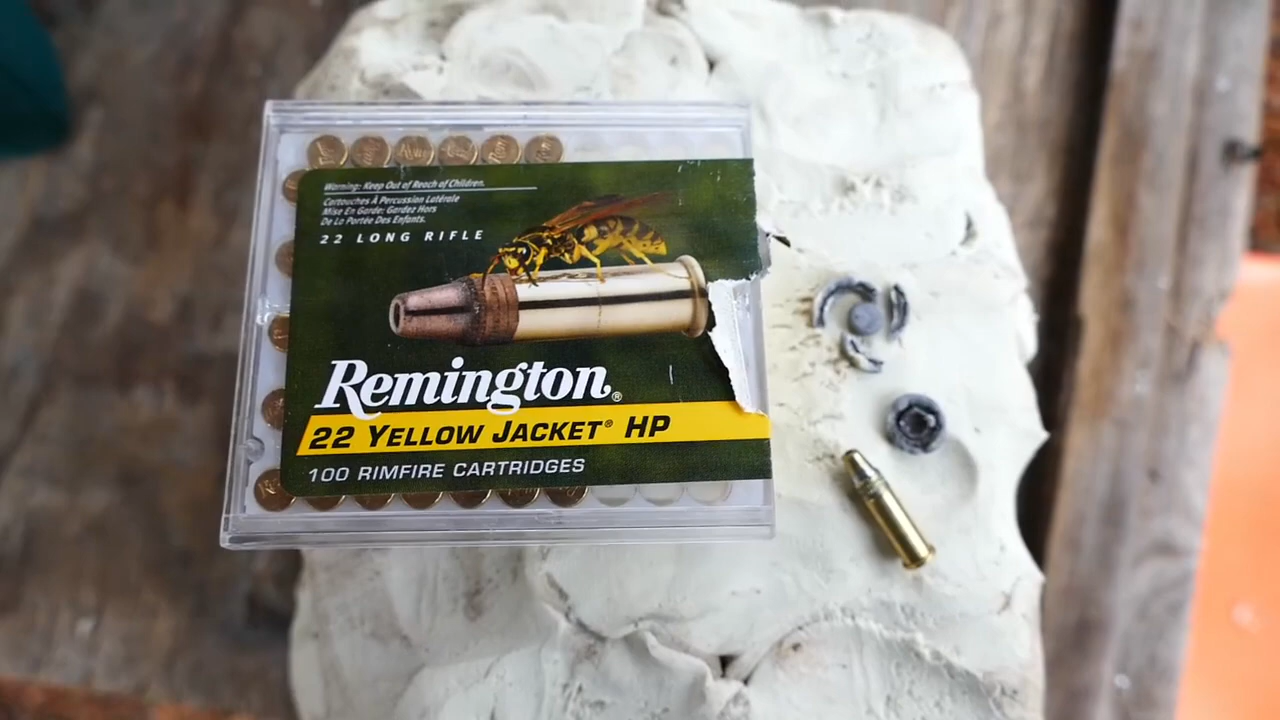 Warning: Keep Out of Reach of Children.
Cartouches À Percussion Latérale
Mise En Garde: Gardez Hors
De La Portée Des Enfants.
22 LONG RIFLE
Remington®
22 YELLOW JACKET® HP
100 RIMFIRE CARTRIDGES